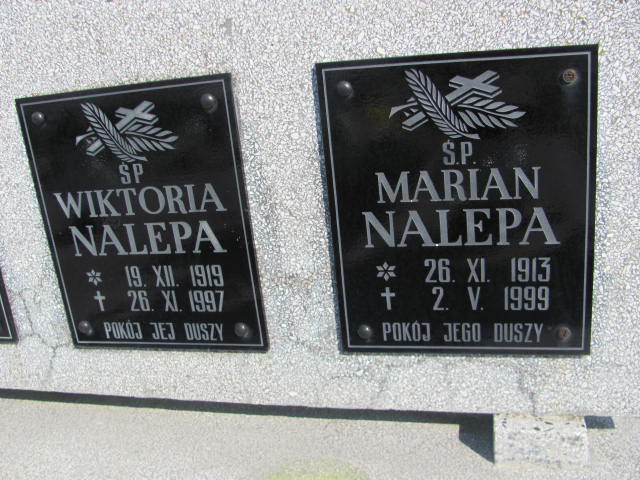 ŚP
WIKTORIA
NALEPA
19. XII. 1919
26. XI. 1997
POKÓJ JEJ DUSZY
Ś.P.
MARIAN
NALEPA
26. XI. 1913
2. V. 1999
POKÓJ JEGO DUSZY